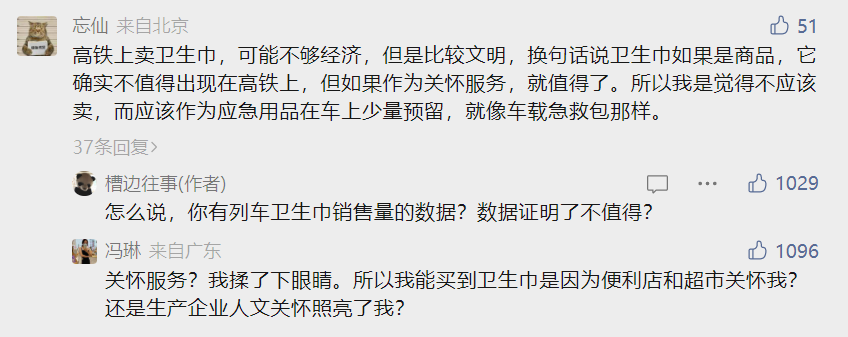 忘仙 来自北京 51
高铁上卖卫生巾，可能不够经济，但是比较文明，换句话说卫生巾如果是商品，它
确实不值得出现在高铁上，但如果作为关怀服务，就值得了。所以我是觉得不应该
卖，而应该作为应急用品在车上少量预留，就像车载急救包那样。
37条回复>
槽边往事(作者) 1029
怎么说，你有列车卫生巾销售量的数据？数据证明了不值得？
冯琳 来自广东 1096
关怀服务？我揉了下眼睛。所以我能买到卫生巾是因为便利店和超市关怀我？
还是生产企业人文关怀照亮了我？